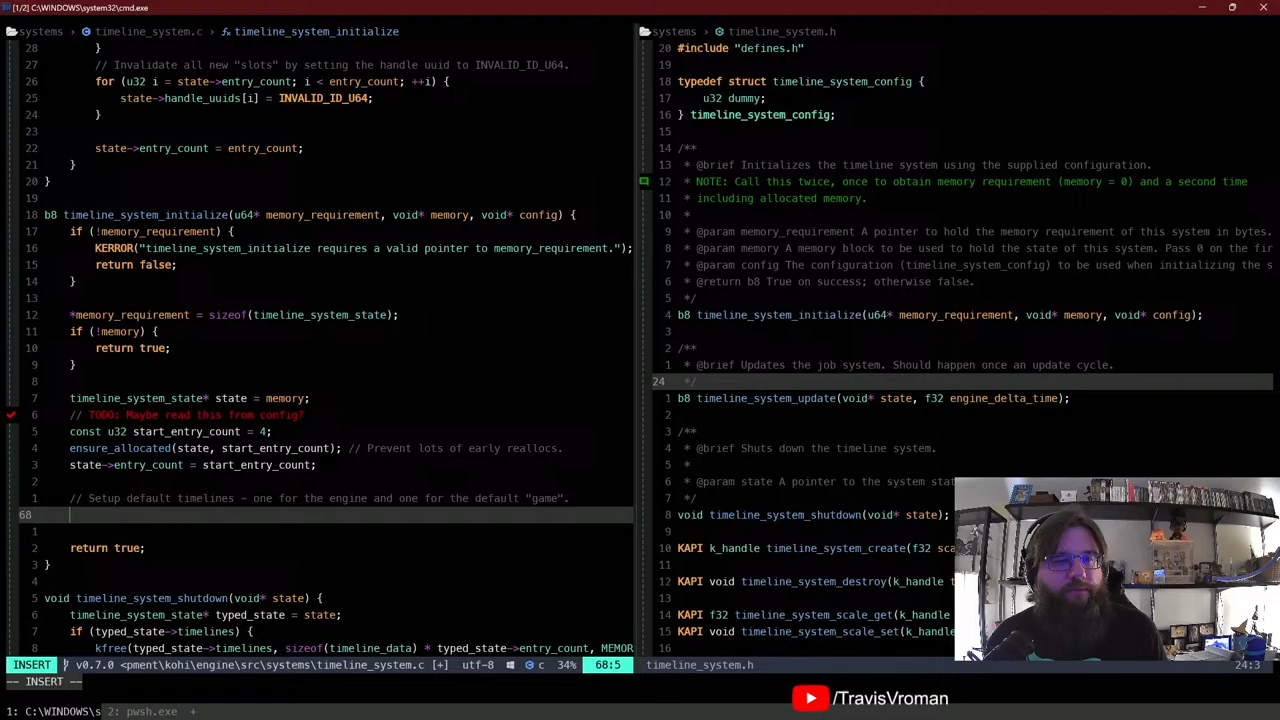 [1/2] C:\WINDOWS\system32\cmd.exe
systems > timeline_system.c > timeline_system_initialize
28 }
27 // Invalidate all new "slots" by setting the handle uuid to INVALID_ID_U64.
26 for (u32 i = state->entry_count; i < entry_count; ++i) {
25 state->handle_uuids[i] = INVALID_ID_U64;
24 }
23
22 state->entry_count = entry_count;
21 }
20 }
19
18 b8 timeline_system_initialize(u64* memory_requirement, void* memory, void* config) {
17 if (!memory_requirement) {
16 KERROR("timeline_system_initialize requires a valid pointer to memory_requirement.");
15 return false;
14 }
13
12 *memory_requirement = sizeof(timeline_system_state);
11 if (!memory) {
10 return true;
9 }
8
7 timeline_system_state* state = memory;
6 // TODO: Maybe read this from config?
5 const u32 start_entry_count = 4;
4 ensure_allocated(state, start_entry_count); // Prevent lots of early reallocs.
3 state->entry_count = start_entry_count;
2
1 // Setup default timelines - one for the engine and one for the default "game".
68
1
2 return true;
3 }
4
5 void timeline_system_shutdown(void* state) {
6 timeline_system_state* typed_state = state;
7 if (typed_state->timelines) {
8 kfree(typed_state->timelines, sizeof(timeline_data) * typed_state->entry_count, MEMOR
systems > timeline_system.h
20 #include "defines.h"
19
18 typedef struct timeline_system_config {
17 u32 dummy;
16 } timeline_system_config;
15
14 /**
13 * @brief Initializes the timeline system using the supplied configuration.
12 * NOTE: Call this twice, once to obtain memory requirement (memory = 0) and a second time
11 * including allocated memory.
10 *
9 * @param memory_requirement A pointer to hold the memory requirement of this system in bytes.
8 * @param memory A memory block to be used to hold the state of this system. Pass 0 on the fir
7 * @param config The configuration (timeline_system_config) to be used when initializing the s
6 * @return b8 True on success; otherwise false.
5 */
4 b8 timeline_system_initialize(u64* memory_requirement, void* memory, void* config);
3
2 /**
1 * @brief Updates the job system. Should happen once an update cycle.
24 */
1 b8 timeline_system_update(void* state, f32 engine_delta_time);
2
3 /**
4 * @brief Shuts down the timeline system.
5 *
6 * @param state A pointer to the system stat
7 */
8 void timeline_system_shutdown(void* state);
9
10 KAPI k_handle timeline_system_create(f32 sca
11
12 KAPI void timeline_system_destroy(k_handle t
13
14 KAPI f32 timeline_system_scale_get(k_handle
15 KAPI void timeline_system_scale_set(k_handle
16
INSERT v0.7.0 <pment\kohi\engine\src\systems\timeline_system.c [+] utf-8 c 34% 68:5
timeline_system.h 24:3
-- INSERT --
/TravisVroman
1: C:\WINDOWS\s 2: pwsh.exe +